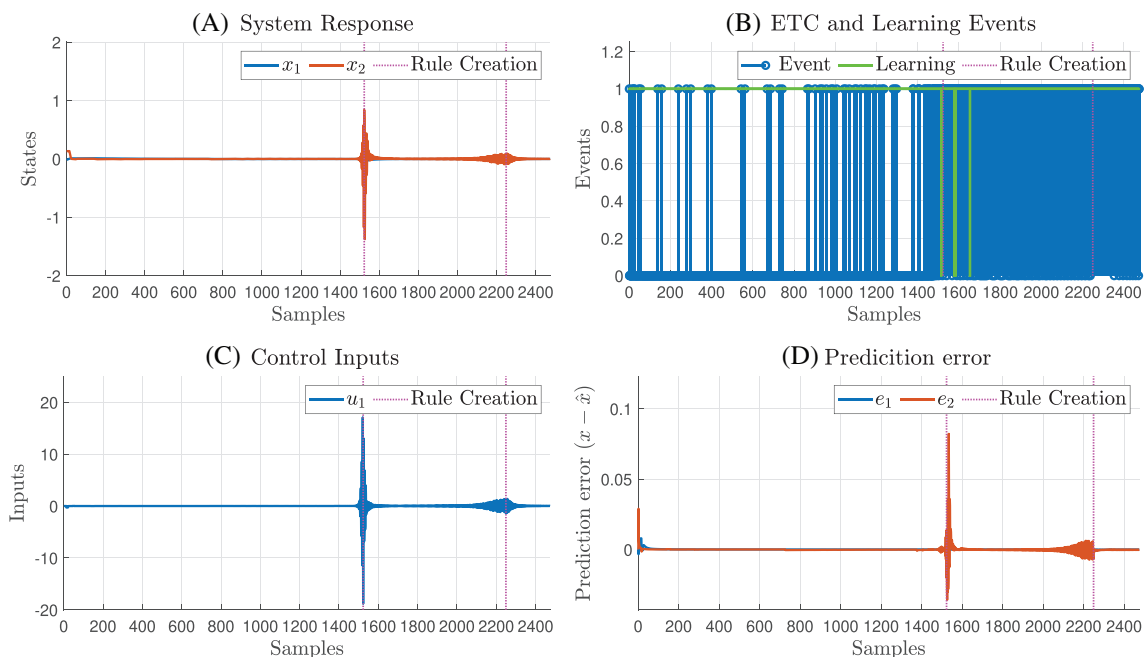 (A) System Response
2
1
0
-1
-2
States
x₁ x₂ Rule Creation
0 200 400 600 800 1000 1200 1400 1600 1800 2000 2200 2400
Samples
(B) ETC and Learning Events
1.2
1
0.8
0.6
0.4
0.2
0
Events
Event Learning Rule Creation
0 200 400 600 800 1000 1200 1400 1600 1800 2000 2200 2400
Samples
(C) Control Inputs
20
10
0
-10
-20
Inputs
u₁ Rule Creation
0 200 400 600 800 1000 1200 1400 1600 1800 2000 2200 2400
Samples
(D) Predicition error
0.1
0.05
0
Prediction error (x − x̂)
e₁ e₂ Rule Creation
0 200 400 600 800 1000 1200 1400 1600 1800 2000 2200 2400
Samples